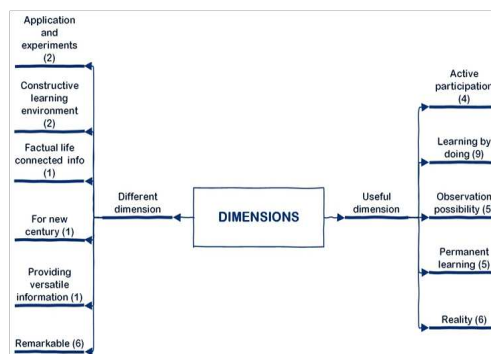 Application
and
experiments
(2)
Constructive
learning
environment
(2)
Factual life
connected info
(1)
For new
century (1)
Providing
versatile
information (1)
Remarkable (6)
Different
dimension
DIMENSIONS
Useful
dimension
Active
participation
(4)
Learning by
doing (9)
Observation
possibility (5
Permanent
learning (5)
Reality (6)